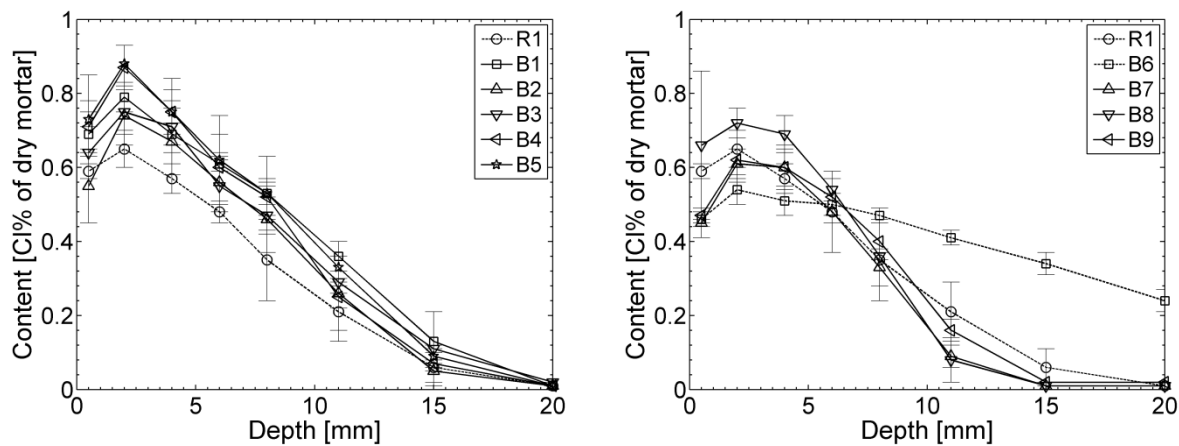 Content [Cl% of dry mortar]
1
0.8
0.6
0.4
0.2
0
0
5
10
15
20
Depth [mm]
R1
B1
B2
B3
B4
B5
Content [Cl% of dry mortar]
1
0.8
0.6
0.4
0.2
0
0
5
10
15
20
Depth [mm]
R1
B6
B7
B8
B9